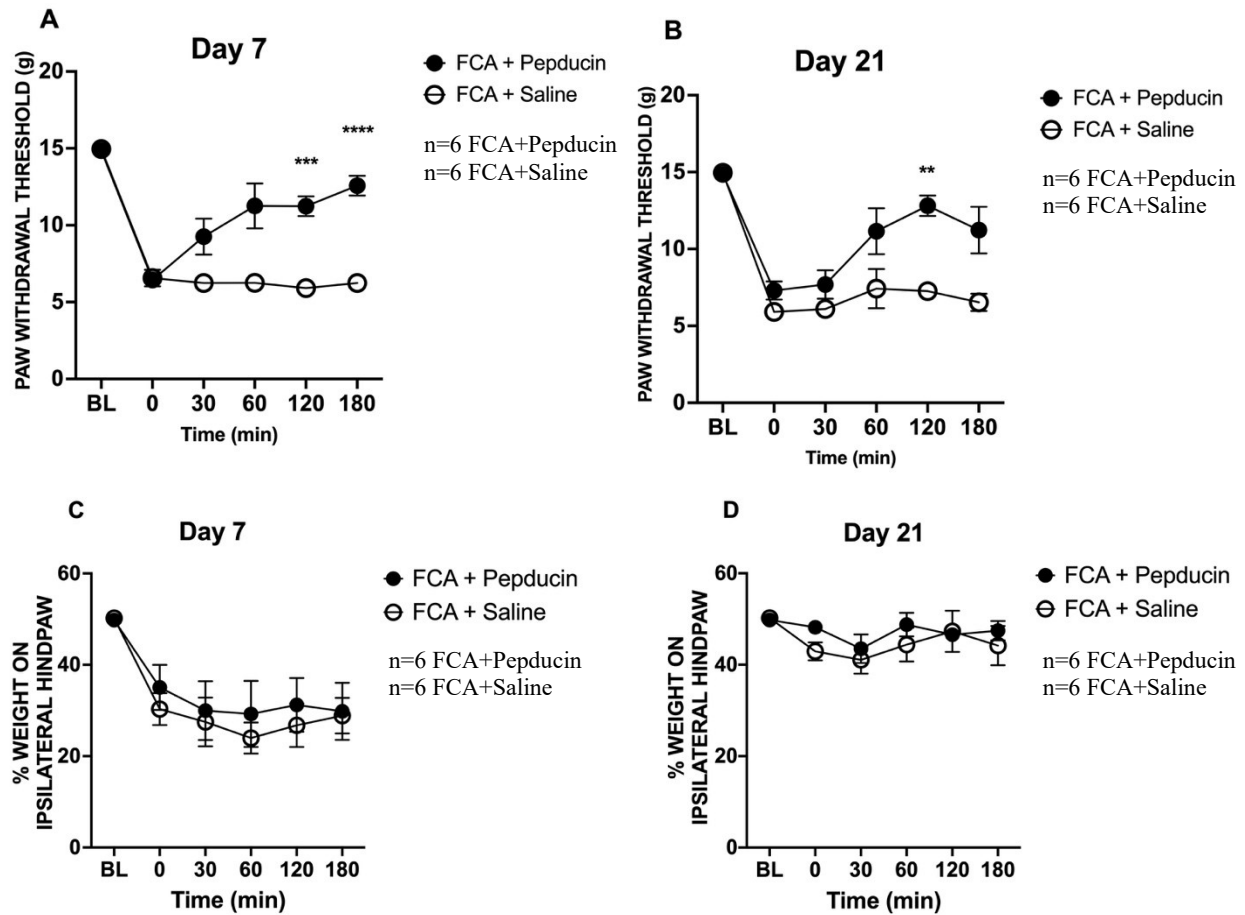 A
Day 7
PAW WITHDRAWAL THRESHOLD (g)
20
15
10
5
0
***
****
BL 0 30 60 120 180
Time (min)
FCA + Pepducin
FCA + Saline
n=6 FCA+Pepducin
n=6 FCA+Saline
B
Day 21
PAW WITHDRAWAL THRESHOLD (g)
20
15
10
5
0
**
BL 0 30 60 120 180
Time (min)
FCA + Pepducin
FCA + Saline
n=6 FCA+Pepducin
n=6 FCA+Saline
C
Day 7
% WEIGHT ON
IPSILATERAL HINDPAW
60
40
20
0
BL 0 30 60 120 180
Time (min)
FCA + Pepducin
FCA + Saline
n=6 FCA+Pepducin
n=6 FCA+Saline
D
Day 21
% WEIGHT ON
IPSILATERAL HINDPAW
60
40
20
0
BL 0 30 60 120 180
Time (min)
FCA + Pepducin
FCA + Saline
n=6 FCA+Pepducin
n=6 FCA+Saline